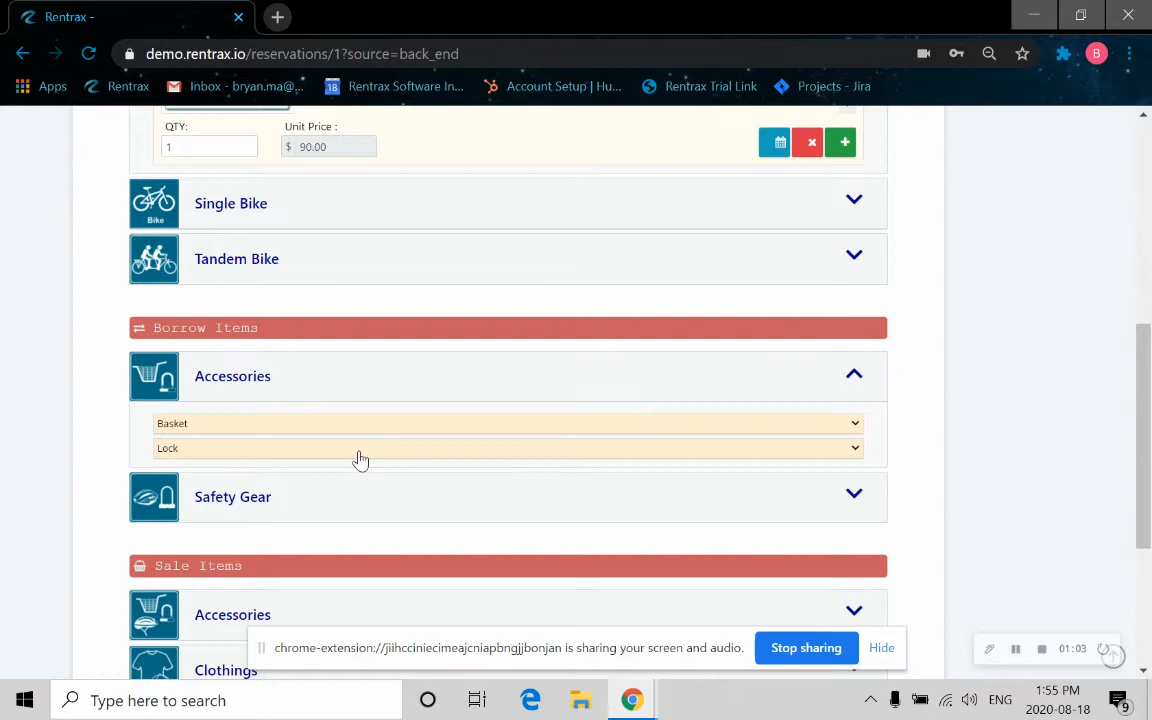 Rentrax -
demo.rentrax.io/reservations/1?source=back_end
B
Apps
Rentrax
Inbox - bryan.ma@...
18
Rentrax Software In...
Account Setup | Hu...
Rentrax Trial Link
Projects - Jira
QTY:
Unit Price :
1
$ 90.00
Bike
Single Bike
Tandem Bike
Borrow Items
Accessories
Basket
Lock
Safety Gear
Sale Items
Accessories
Clothings
chrome-extension://jiihcciniecimeajcniapbngjjbonjan is sharing your screen and audio.
Stop sharing
Hide
01:03
Type here to search
ENG
1:55 PM
2020-08-18
9